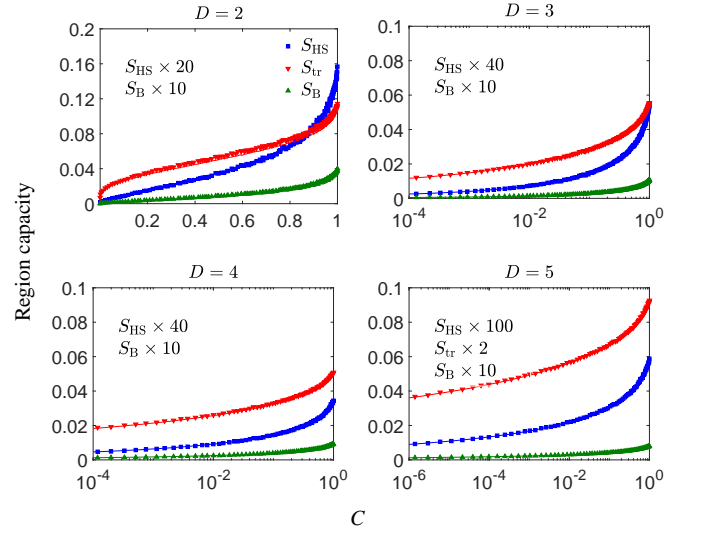 D = 2
0.2
0.16
0.12
0.08
0.04
0
0.2 0.4 0.6 0.8 1
S_HS × 20
S_B × 10
S_HS
S_tr
S_B
D = 3
0.1
0.08
0.06
0.04
0.02
0
10^-4 10^-2 10^0
S_HS × 40
S_B × 10
Region capacity
D = 4
0.1
0.08
0.06
0.04
0.02
0
10^-4 10^-2 10^0
S_HS × 40
S_B × 10
D = 5
0.1
0.08
0.06
0.04
0.02
0
10^-6 10^-4 10^-2 10^0
S_HS × 100
S_tr × 2
S_B × 10
C